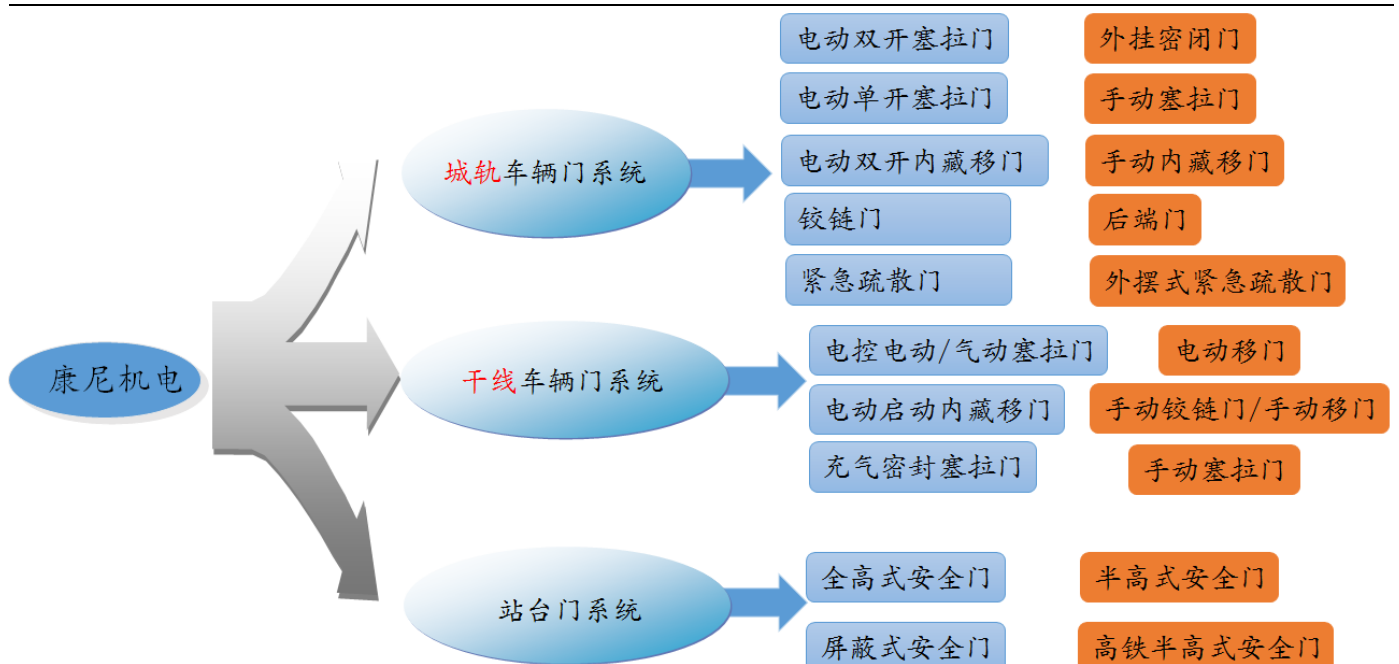 电动双开塞拉门 外挂密闭门
电动单开塞拉门 手动塞拉门
城轨车辆门系统
电动双开内藏移门 手动内藏移门
铰链门 后端门
紧急疏散门 外摆式紧急疏散门
康尼机电
干线车辆门系统
电控电动/气动塞拉门 电动移门
电动启动内藏移门 手动铰链门/手动移门
充气密封塞拉门 手动塞拉门
站台门系统
全高式安全门 半高式安全门
屏蔽式安全门 高铁半高式安全门